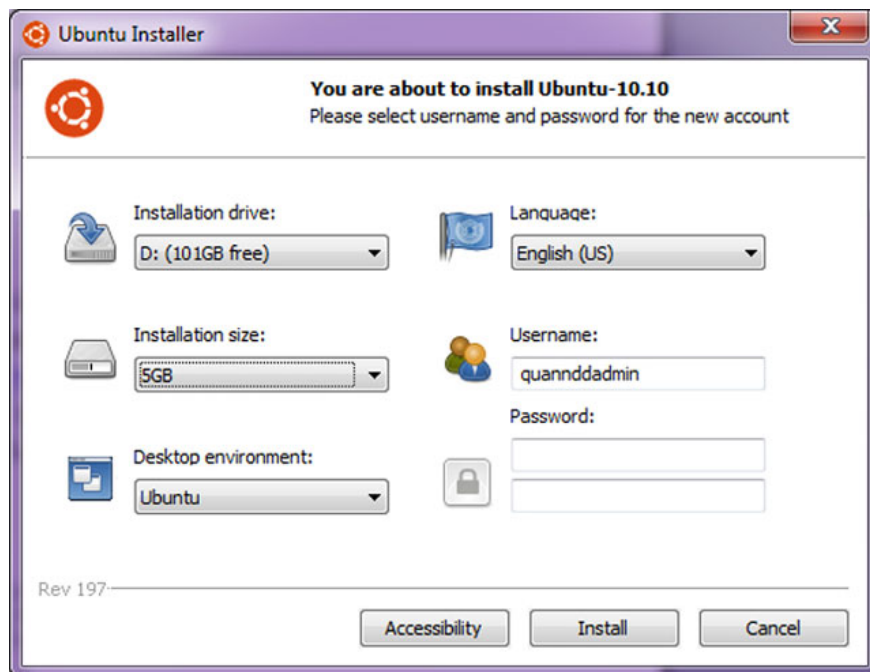 Ubuntu Installer
You are about to install Ubuntu-10.10
Please select username and password for the new account
Installation drive:
D: (101GB free)
Language:
English (US)
Installation size:
5GB
Username:
quannddadmin
Password:
Desktop environment:
Ubuntu
Rev 197
Accessibility
Install
Cancel